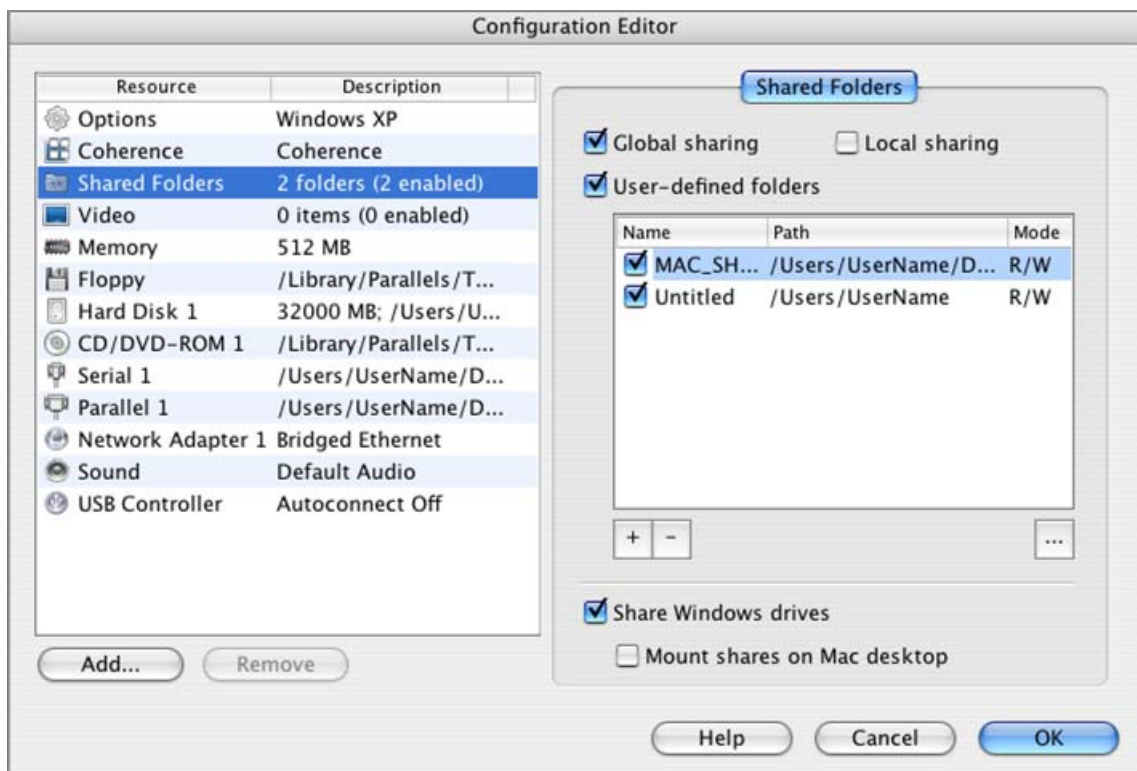 Configuration Editor
Resource Description
Options Windows XP
Coherence Coherence
Shared Folders 2 folders (2 enabled)
Video 0 items (0 enabled)
Memory 512 MB
Floppy /Library/Parallels/T...
Hard Disk 1 32000 MB; /Users/U...
CD/DVD-ROM 1 /Library/Parallels/T...
Serial 1 /Users/UserName/D...
Parallel 1 /Users/UserName/D...
Network Adapter 1 Bridged Ethernet
Sound Default Audio
USB Controller Autoconnect Off
Add... Remove
Shared Folders
Global sharing Local sharing
User-defined folders
Name Path Mode
MAC_SH... /Users/UserName/D... R/W
Untitled /Users/UserName R/W
+ - ...
Share Windows drives
Mount shares on Mac desktop
Help Cancel OK